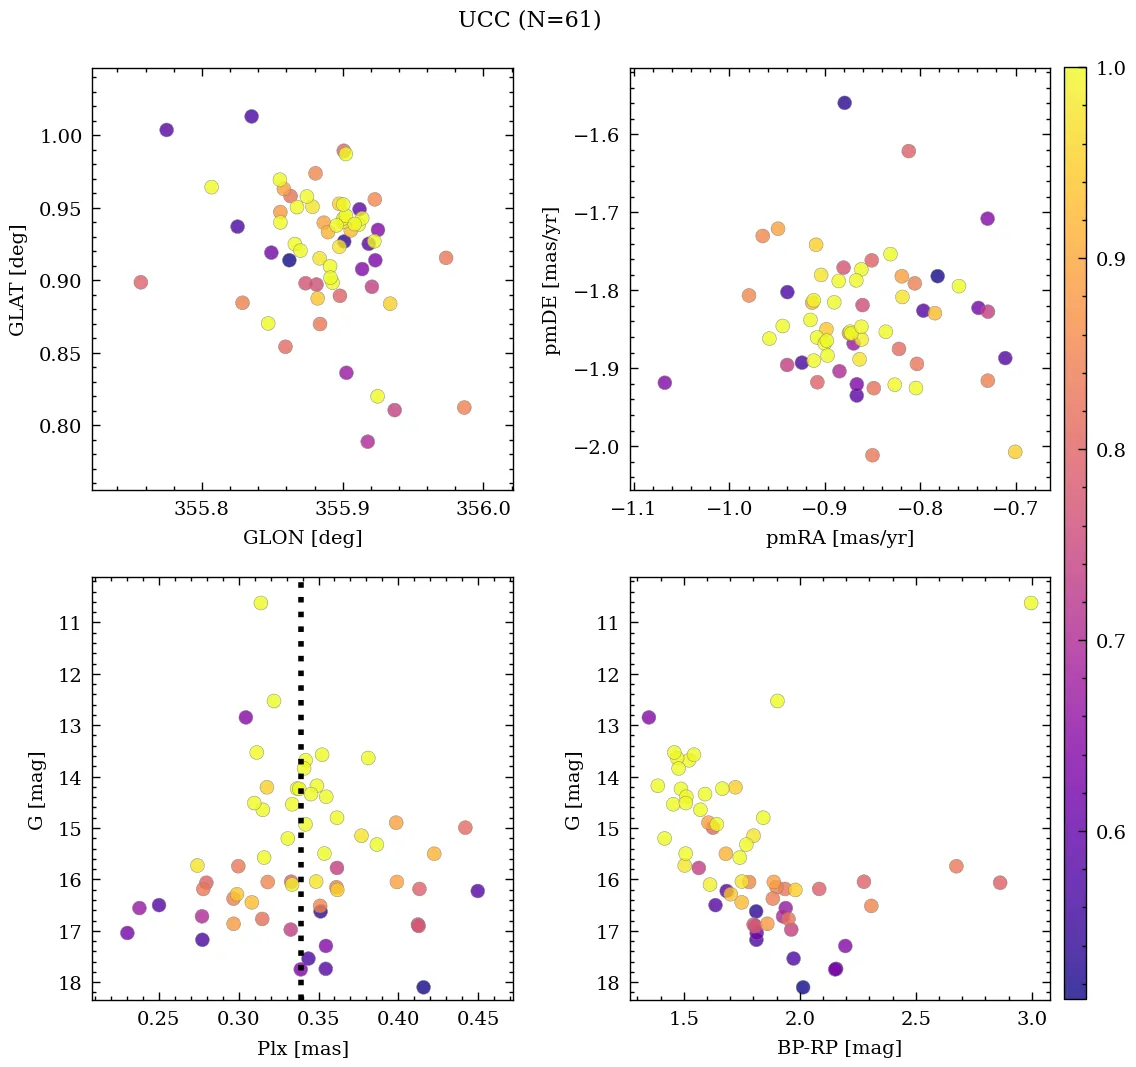 UCC (N=61)
1.00
0.95
0.90
0.85
0.80
GLAT [deg]
355.8 355.9 356.0
GLON [deg]
−1.6
−1.7
−1.8
−1.9
−2.0
pmDE [mas/yr]
−1.1 −1.0 −0.9 −0.8 −0.7
pmRA [mas/yr]
1.0
0.9
0.8
0.7
0.6
11
12
13
14
15
16
17
18
G [mag]
0.25 0.30 0.35 0.40 0.45
Plx [mas]
11
12
13
14
15
16
17
18
G [mag]
1.5 2.0 2.5 3.0
BP-RP [mag]